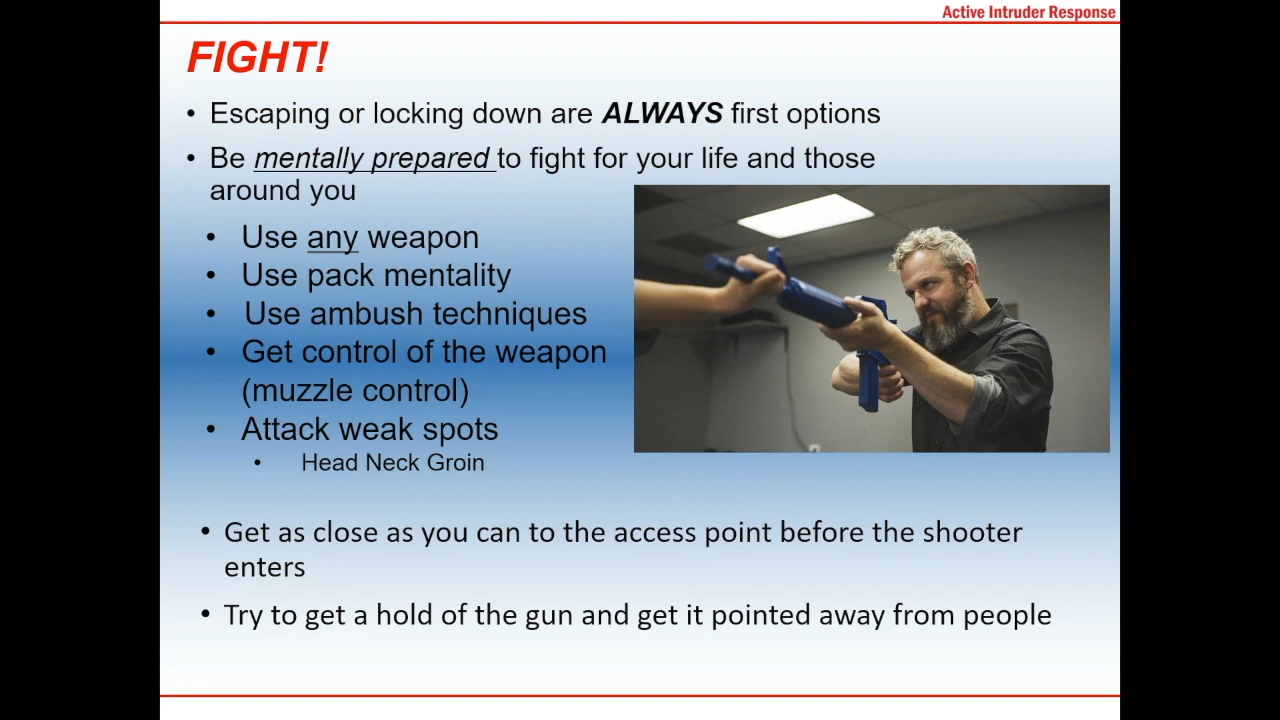 Active Intruder Response
FIGHT!
• Escaping or locking down are ALWAYS first options
• Be mentally prepared to fight for your life and those
around you
• Use any weapon
• Use pack mentality
• Use ambush techniques
• Get control of the weapon
(muzzle control)
• Attack weak spots
• Head Neck Groin
• Get as close as you can to the access point before the shooter
enters
• Try to get a hold of the gun and get it pointed away from people